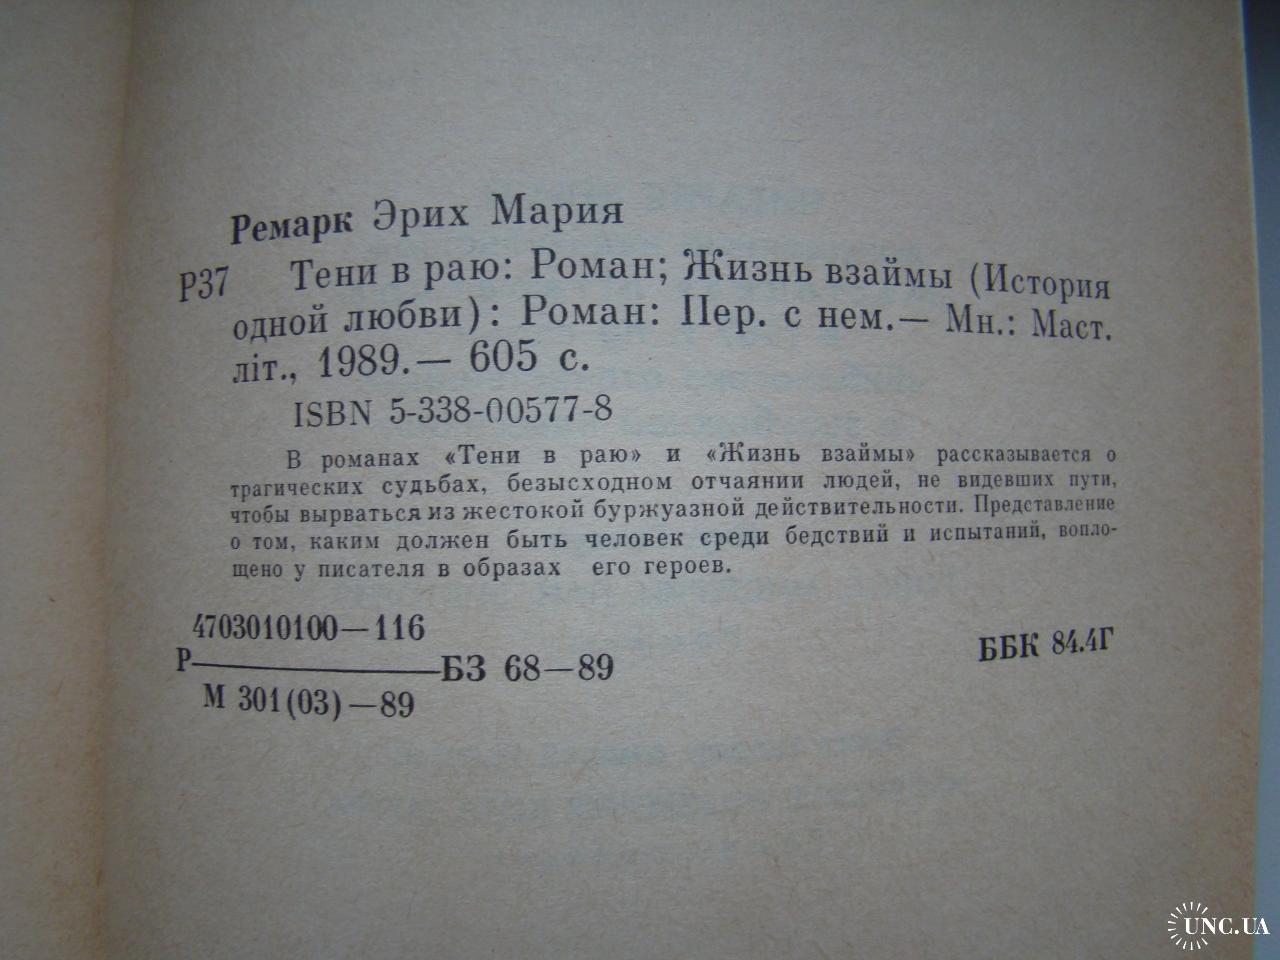 Ремарк Эрих Мария
Р37 Тени в раю: Роман; Жизнь взаймы (История
одной любви): Роман: Пер. с нем.— Мн.: Маст.
літ., 1989.— 605 с.
ISBN 5-338-00577-8
В романах «Тени в раю» и «Жизнь взаймы» рассказывается о
трагических судьбах, безысходном отчаянии людей, не видевших пути,
чтобы вырваться из жестокой буржуазной действительности. Представление
о том, каким должен быть человек среди бедствий и испытаний, вопло-
щено у писателя в образах его героев.
4703010100—116
Р————БЗ 68—89
М 301(03)—89
ББК 84.4Г
UNC.UA